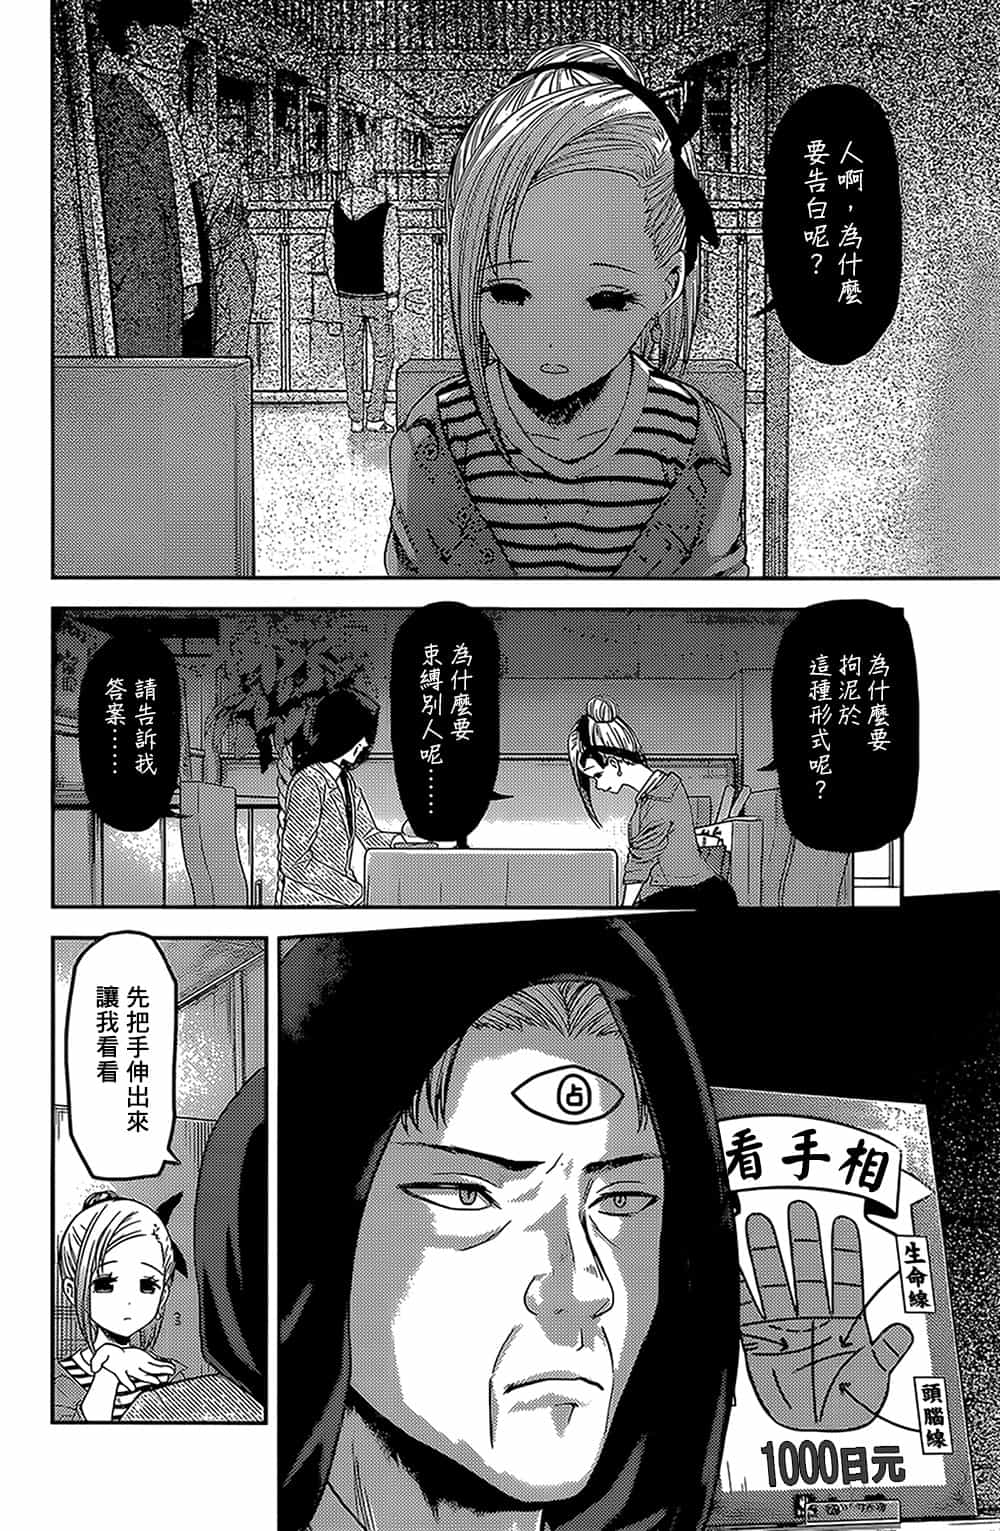 人啊，為什麼
要告白呢？
為什麼要
拘泥於
這種形式呢？
為什麼要
束縛別人呢……
請告訴我
答案……
占
看手相
生命線
頭腦線
1000日元
先把手伸出來
讓我看看